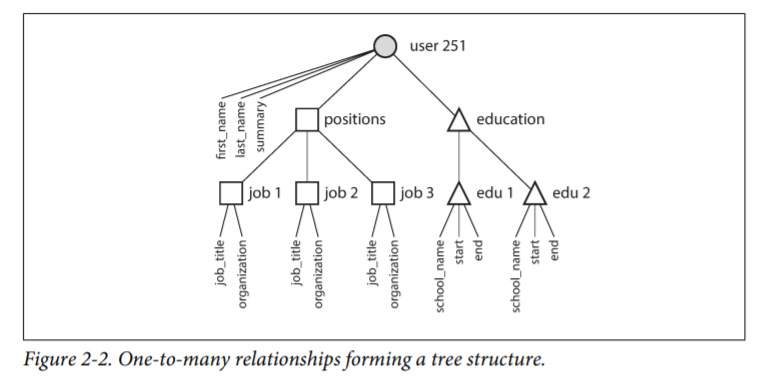 user 251
first_name
last_name
summary
positions
education
job 1
job 2
job 3
edu 1
edu 2
job_title
organization
job_title
organization
job_title
organization
school_name
start
end
school_name
start
end
Figure 2-2. One-to-many relationships forming a tree structure.